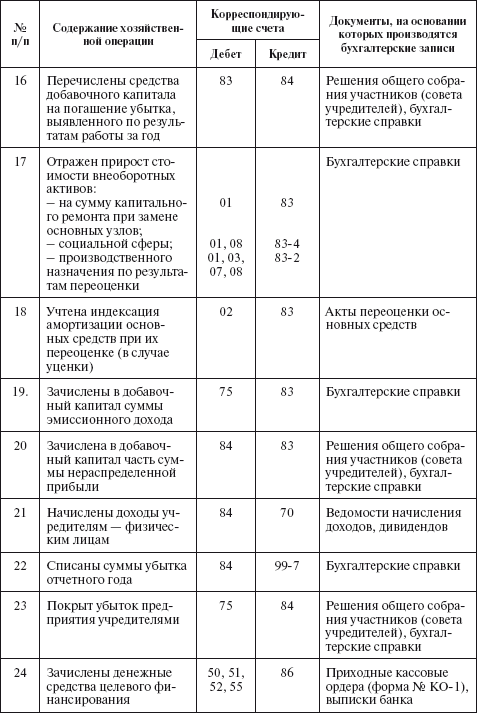 №
п/п
Содержание хозяйствен-
ной операции
Корреспондирую-
щие счета
Дебет
Кредит
Документы, на основании
которых производятся
бухгалтерские записи
16
Перечислены средства
добавочного капитала
на погашение убытка,
выявленного по резуль-
татам работы за год
83
84
Решения общего собра-
ния участников (совета
учредителей), бухгал-
терские справки
17
Отражен прирост сто-
имости внеоборотных
активов:
— на сумму капитально-
го ремонта при замене
основных узлов;
— социальной сферы;
— производственного
назначения по результа-
там переоценки
01
01, 08
01, 03,
07, 08
83
83-4
83-2
Бухгалтерские справки
18
Учтена индексация
амортизации основ-
ных средств при их
переоценке (в случае
уценки)
02
83
Акты переоценки ос-
новных средств
19.
Зачислены в добавоч-
ный капитал суммы
эмиссионного дохода
75
83
Бухгалтерские справки
20
Зачислена в добавоч-
ный капитал часть сум-
мы нераспределенной
прибыли
84
83
Решения общего собра-
ния участников (совета
учредителей), бухгал-
терские справки
21
Начислены доходы уч-
редителям — физичес-
ким лицам
84
70
Ведомости начисления
доходов, дивидендов
22
Списаны суммы убытка
отчетного года
84
99-7
Бухгалтерские справки
23
Покрыт убыток пред-
приятия учредителями
75
84
Решения общего собра-
ния участников (совета
учредителей), бухгал-
терские справки
24
Зачислены денежные
средства целевого фи-
нансирования
50, 51,
52, 55
86
Приходные кассовые
ордера (форма № КО-1),
выписки банка